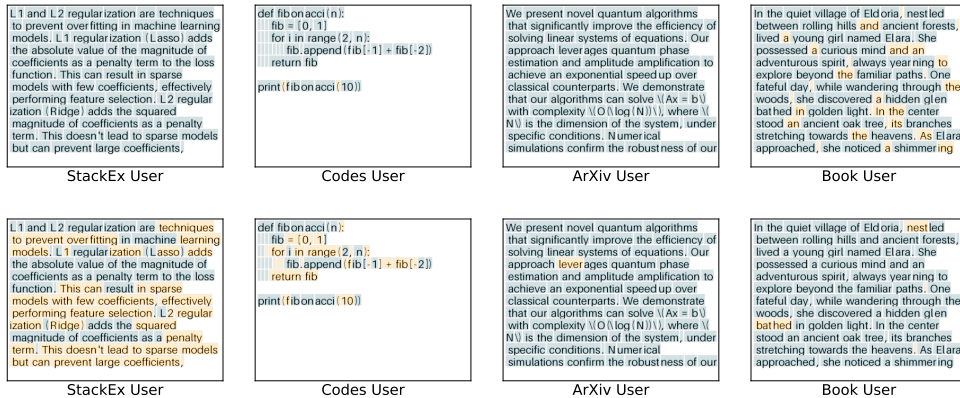 L1 and L2 regularization are techniques
to prevent overfitting in machine learning
models. L1 regularization (Lasso) adds
the absolute value of the magnitude of
coefficients as a penalty term to the loss
function. This can result in sparse
models with few coefficients, effectively
performing feature selection. L2 regular
ization (Ridge) adds the squared
magnitude of coefficients as a penalty
term. This doesn't lead to sparse models
but can prevent large coefficients,
StackEx User
def fibonacci(n):
fib = [0, 1]
for i in range(2, n):
fib.append(fib[-1] + fib[-2])
return fib
print(fibonacci(10))
Codes User
We present novel quantum algorithms
that significantly improve the efficiency of
solving linear systems of equations. Our
approach leverages quantum phase
estimation and amplitude amplification to
achieve an exponential speedup over
classical counterparts. We demonstrate
that our algorithms can solve \(Ax = b\)
with complexity \(O(\log(N))\), where \(
N\) is the dimension of the system, under
specific conditions. Numerical
simulations confirm the robustness of our
ArXiv User
In the quiet village of Eldoria, nestled
between rolling hills and ancient forests,
lived a young girl named Elara. She
possessed a curious mind and an
adventurous spirit, always yearning to
explore beyond the familiar paths. One
fateful day, while wandering through the
woods, she discovered a hidden glen
bathed in golden light. In the center
stood an ancient oak tree, its branches
stretching towards the heavens. As Elara
approached, she noticed a shimmering
Book User
L1 and L2 regularization are techniques
to prevent overfitting in machine learning
models. L1 regularization (Lasso) adds
the absolute value of the magnitude of
coefficients as a penalty term to the loss
function. This can result in sparse
models with few coefficients, effectively
performing feature selection. L2 regular
ization (Ridge) adds the squared
magnitude of coefficients as a penalty
term. This doesn't lead to sparse models
but can prevent large coefficients,
StackEx User
def fibonacci(n):
fib = [0, 1]
for i in range(2, n):
fib.append(fib[-1] + fib[-2])
return fib
print(fibonacci(10))
Codes User
We present novel quantum algorithms
that significantly improve the efficiency of
solving linear systems of equations. Our
approach leverages quantum phase
estimation and amplitude amplification to
achieve an exponential speedup over
classical counterparts. We demonstrate
that our algorithms can solve \(Ax = b\)
with complexity \(O(\log(N))\), where \(
N\) is the dimension of the system, under
specific conditions. Numerical
simulations confirm the robustness of our
ArXiv User
In the quiet village of Eldoria, nestled
between rolling hills and ancient forests,
lived a young girl named Elara. She
possessed a curious mind and an
adventurous spirit, always yearning to
explore beyond the familiar paths. One
fateful day, while wandering through the
woods, she discovered a hidden glen
bathed in golden light. In the center
stood an ancient oak tree, its branches
stretching towards the heavens. As Elara
approached, she noticed a shimmering
Book User